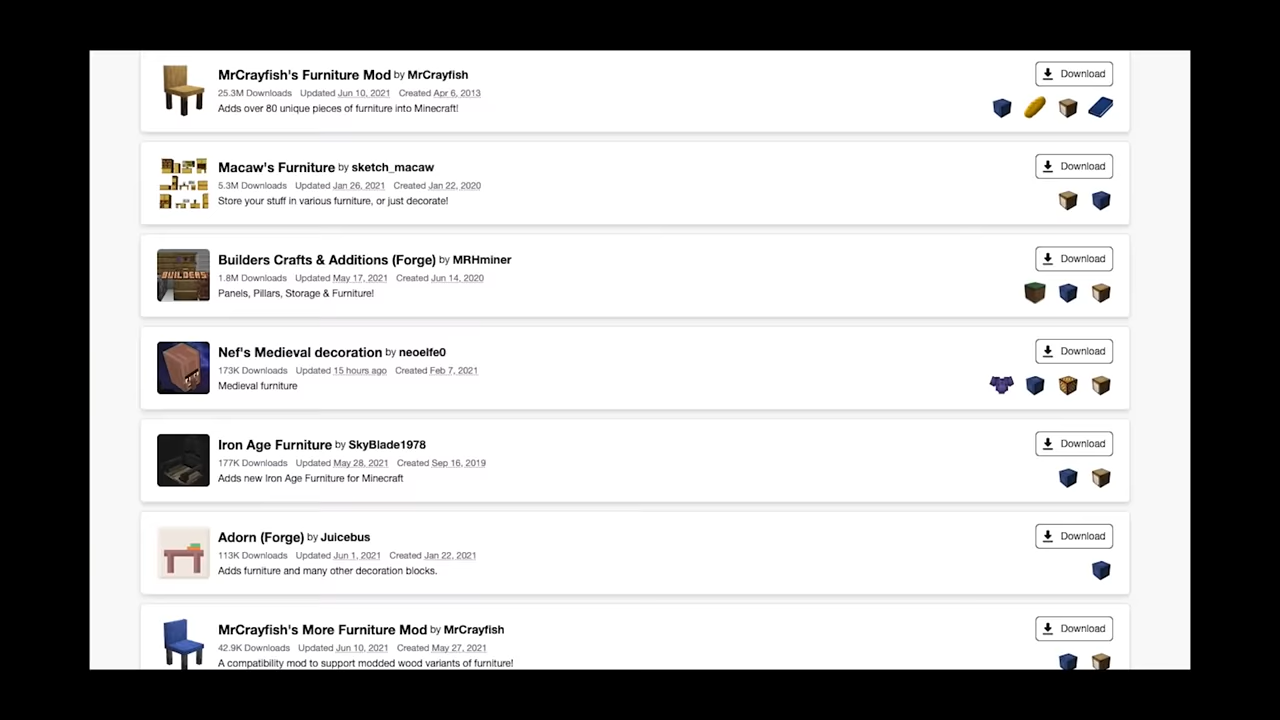 MrCrayfish's Furniture Mod by MrCrayfish
Download
25.3M Downloads Updated Jun 10, 2021 Created Apr 6, 2013
Adds over 80 unique pieces of furniture into Minecraft!
Macaw's Furniture by sketch_macaw
Download
5.3M Downloads Updated Jan 26, 2021 Created Jan 22, 2020
Store your stuff in various furniture, or just decorate!
Builders Crafts & Additions (Forge) by MRHminer
Download
BUILDERS
1.8M Downloads Updated May 17, 2021 Created Jun 14, 2020
Panels, Pillars, Storage & Furniture!
Nef's Medieval decoration by neoelfe0
Download
173K Downloads Updated 15 hours ago Created Feb 7, 2021
Medieval furniture
Iron Age Furniture by SkyBlade1978
Download
177K Downloads Updated May 28, 2021 Created Sep 16, 2019
Adds new Iron Age Furniture for Minecraft
Adorn (Forge) by Juicebus
Download
113K Downloads Updated Jun 1, 2021 Created Jan 22, 2021
Adds furniture and many other decoration blocks.
MrCrayfish's More Furniture Mod by MrCrayfish
Download
42.9K Downloads Updated Jun 10, 2021 Created May 27, 2021
A compatibility mod to support modded wood variants of furniture!